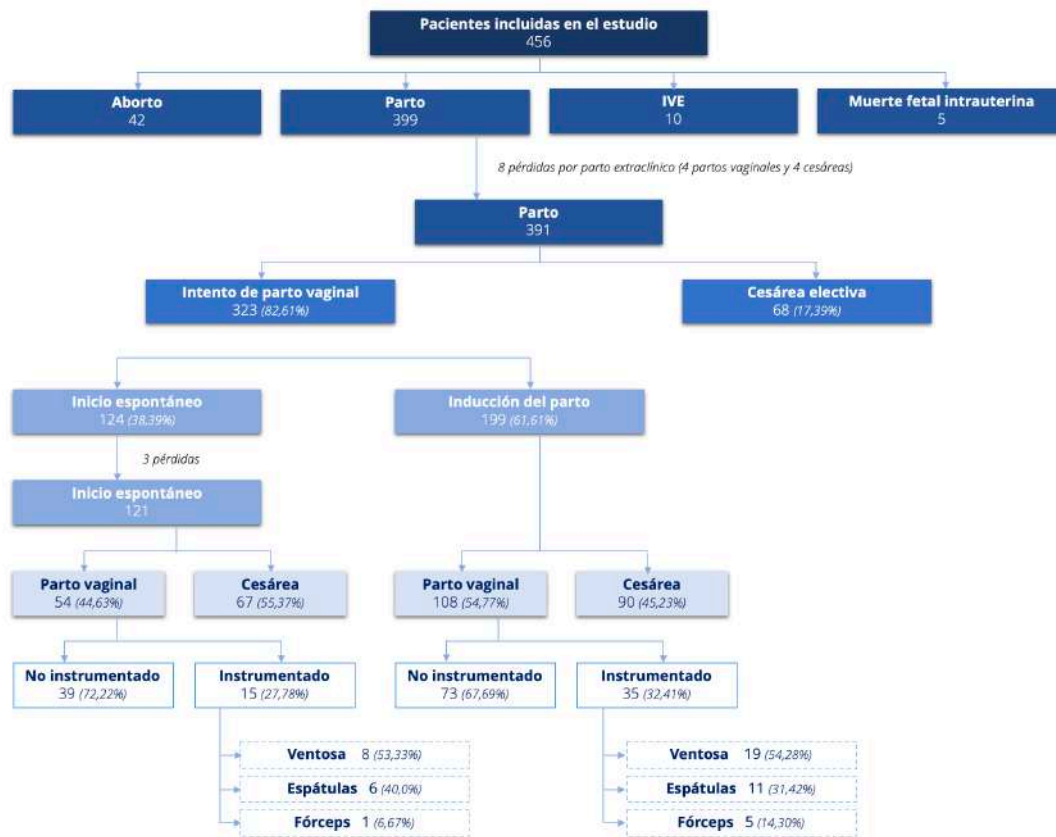 Pacientes incluidas en el estudio
456
Aborto
42
Parto
399
IVE
10
Muerte fetal intrauterina
5
8 pérdidas por parto extraclínico (4 partos vaginales y 4 cesáreas)
Parto
391
Intento de parto vaginal
323 (82,61%)
Cesárea electiva
68 (17,39%)
Inicio espontáneo
124 (38,39%)
Inducción del parto
199 (61,61%)
3 pérdidas
Inicio espontáneo
121
Parto vaginal
54 (44,63%)
Cesárea
67 (55,37%)
Parto vaginal
108 (54,77%)
Cesárea
90 (45,23%)
No instrumentado
39 (72,22%)
Instrumentado
15 (27,78%)
No instrumentado
73 (67,69%)
Instrumentado
35 (32,41%)
Ventosa 8 (53,33%)
Espátulas 6 (40,0%)
Fórceps 1 (6,67%)
Ventosa 19 (54,28%)
Espátulas 11 (31,42%)
Fórceps 5 (14,30%)